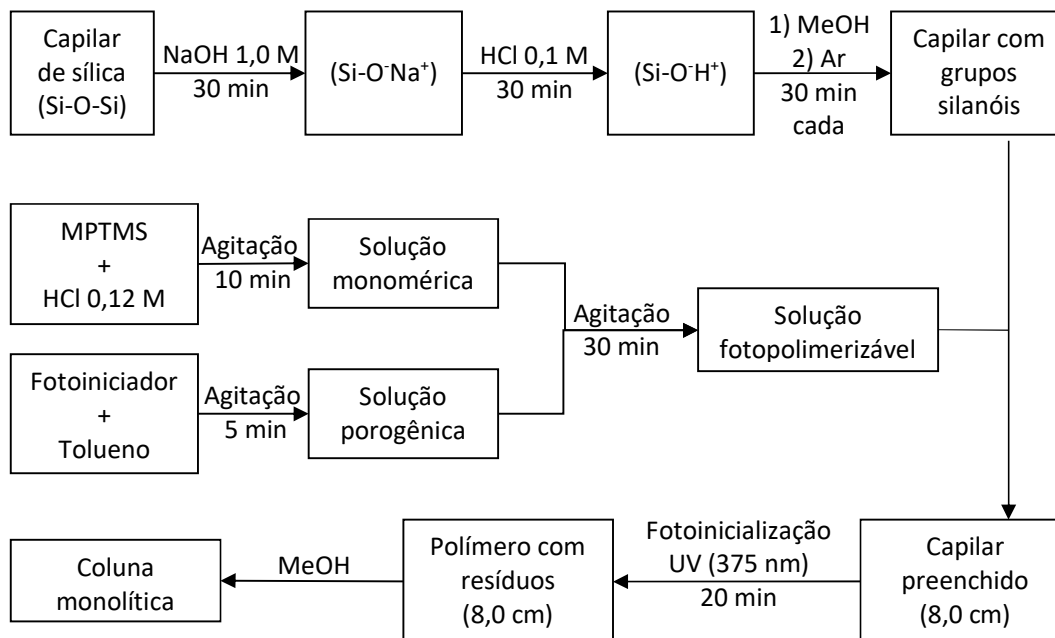 Capilar
de sílica
(Si-O-Si)
NaOH 1,0 M
30 min
(Si-O⁻Na⁺)
HCl 0,1 M
30 min
(Si-O⁻H⁺)
1) MeOH
2) Ar
30 min
cada
Capilar com
grupos
silanóis
MPTMS
+
HCl 0,12 M
Agitação
10 min
Solução
monomérica
Fotoiniciador
+
Tolueno
Agitação
5 min
Solução
porogênica
Agitação
30 min
Solução
fotopolimerizável
Capilar
preenchido
(8,0 cm)
Fotoinicialização
UV (375 nm)
20 min
Polímero com
resíduos
(8,0 cm)
MeOH
Coluna
monolítica